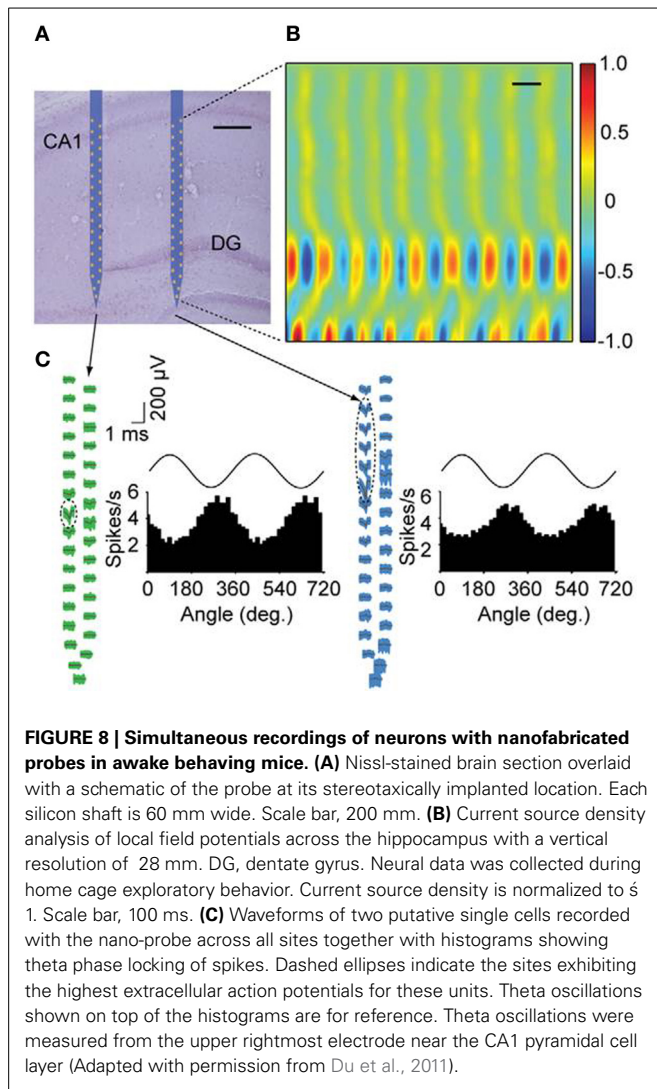 A
B
CA1
DG
1.0
0.5
0
-0.5
-1.0
C
200 µV
1 ms
Spikes/s
6
4
2
0 180 360 540 720
Angle (deg.)
Spikes/s
6
4
2
0 180 360 540 720
Angle (deg.)
FIGURE 8 | Simultaneous recordings of neurons with nanofabricated
probes in awake behaving mice. (A) Nissl-stained brain section overlaid
with a schematic of the probe at its stereotaxically implanted location. Each
silicon shaft is 60 mm wide. Scale bar, 200 mm. (B) Current source density
analysis of local field potentials across the hippocampus with a vertical
resolution of 28 mm. DG, dentate gyrus. Neural data was collected during
home cage exploratory behavior. Current source density is normalized to ś
1. Scale bar, 100 ms. (C) Waveforms of two putative single cells recorded
with the nano-probe across all sites together with histograms showing
theta phase locking of spikes. Dashed ellipses indicate the sites exhibiting
the highest extracellular action potentials for these units. Theta oscillations
shown on top of the histograms are for reference. Theta oscillations were
measured from the upper rightmost electrode near the CA1 pyramidal cell
layer (Adapted with permission from Du et al., 2011).